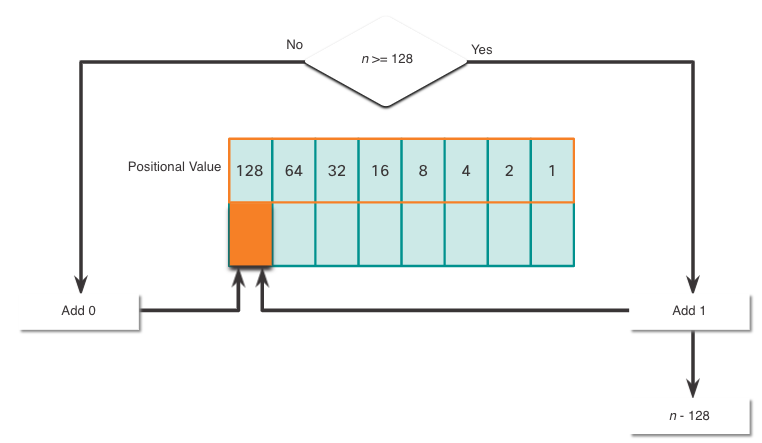 No
Yes
n >= 128
Positional Value
128 64 32 16 8 4 2 1
Add 0
Add 1
n - 128